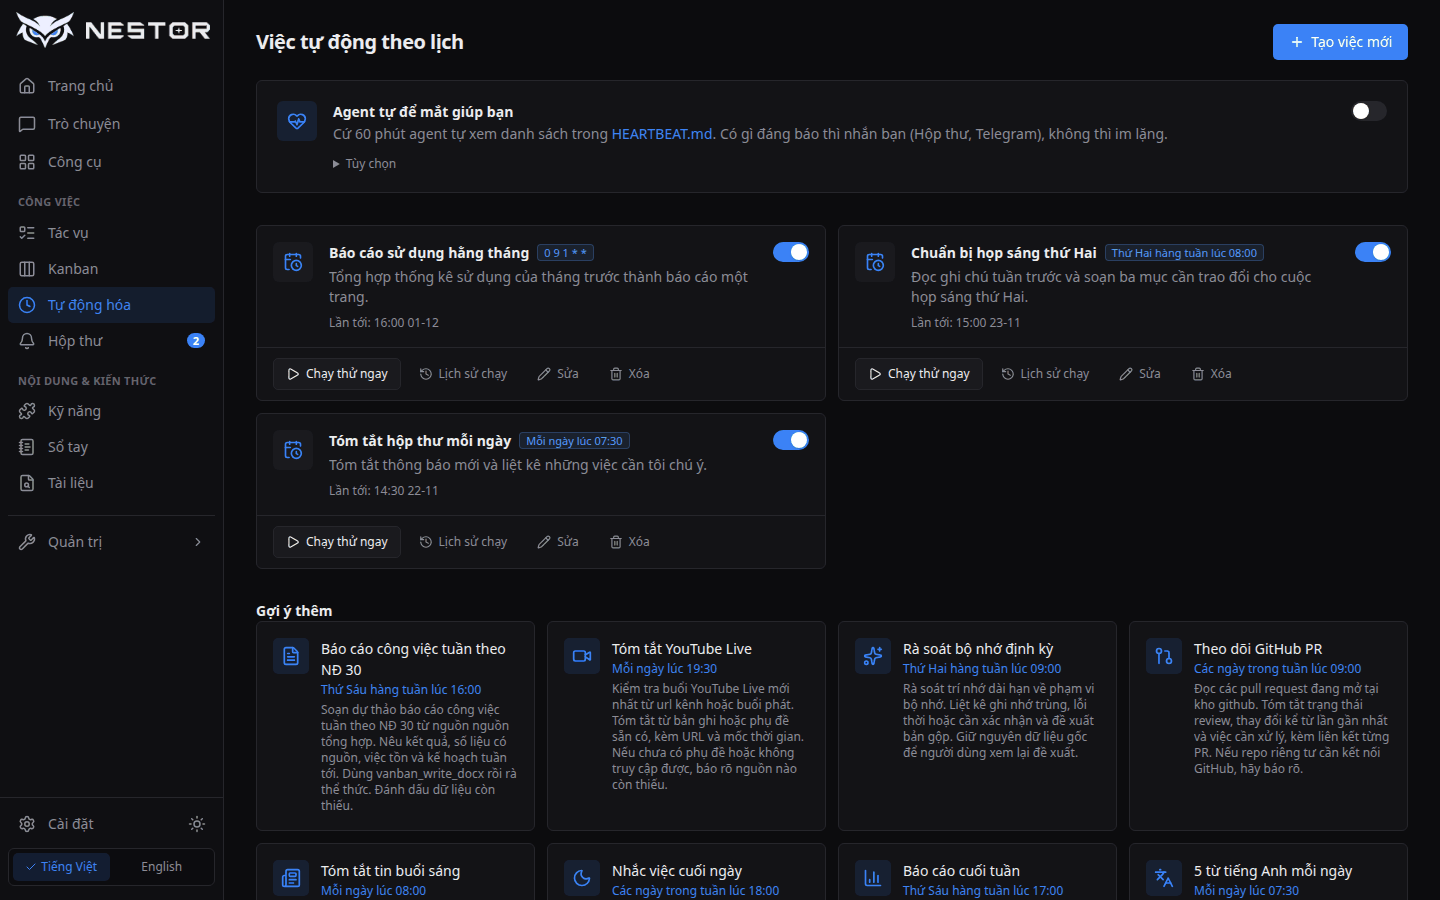 NESTOR
Trang chủ
Trò chuyện
Công cụ
CÔNG VIỆC
Tác vụ
Kanban
Tự động hóa
Hộp thư
2
NỘI DUNG & KIẾN THỨC
Kỹ năng
Sổ tay
Tài liệu
Quản trị
Cài đặt
Tiếng Việt
English
Việc tự động theo lịch
Tạo việc mới
Agent tự để mắt giúp bạn
Cứ 60 phút agent tự xem danh sách trong HEARTBEAT.md. Có gì đáng báo thì nhắn bạn (Hộp thư, Telegram), không thì im lặng.
Tùy chọn
Báo cáo sử dụng hằng tháng
0 9 1 * *
Tổng hợp thống kê sử dụng của tháng trước thành báo cáo một
trang.
Lần tới: 16:00 01-12
Chạy thử ngay
Lịch sử chạy
Sửa
Xóa
Chuẩn bị họp sáng thứ Hai
Thứ Hai hàng tuần lúc 08:00
Đọc ghi chú tuần trước và soạn ba mục cần trao đổi cho cuộc
họp sáng thứ Hai.
Lần tới: 15:00 23-11
Chạy thử ngay
Lịch sử chạy
Sửa
Xóa
Tóm tắt hộp thư mỗi ngày
Mỗi ngày lúc 07:30
Tóm tắt thông báo mới và liệt kê những việc cần tôi chú ý.
Lần tới: 14:30 22-11
Chạy thử ngay
Lịch sử chạy
Sửa
Xóa
Gợi ý thêm
Báo cáo công việc tuần theo
NĐ 30
Thứ Sáu hàng tuần lúc 16:00
Soạn dự thảo báo cáo công việc
tuần theo NĐ 30 từ nguồn nguồn
tổng hợp. Nêu kết quả, số liệu có
nguồn, việc tồn và kế hoạch tuần
tới. Dùng vanban_write_docx rồi rà
thể thức. Đánh dấu dữ liệu còn
thiếu.
Tóm tắt YouTube Live
Mỗi ngày lúc 19:30
Kiểm tra buổi YouTube Live mới
nhất từ url kênh hoặc buổi phát.
Tóm tắt từ bản ghi hoặc phụ đề
sẵn có, kèm URL và mốc thời gian.
Nếu chưa có phụ đề hoặc không
truy cập được, báo rõ nguồn nào
còn thiếu.
Rà soát bộ nhớ định kỳ
Thứ Hai hàng tuần lúc 09:00
Rà soát trí nhớ dài hạn về phạm vi
bộ nhớ. Liệt kê ghi nhớ trùng, lỗi
thời hoặc cần xác nhận và đề xuất
bản gộp. Giữ nguyên dữ liệu gốc
để người dùng xem lại đề xuất.
Theo dõi GitHub PR
Các ngày trong tuần lúc 09:00
Đọc các pull request đang mở tại
kho github. Tóm tắt trạng thái
review, thay đổi kể từ lần gần nhất
và việc cần xử lý, kèm liên kết từng
PR. Nếu repo riêng tư cần kết nối
GitHub, hãy báo rõ.
Tóm tắt tin buổi sáng
Mỗi ngày lúc 08:00
Nhắc việc cuối ngày
Các ngày trong tuần lúc 18:00
Báo cáo cuối tuần
Thứ Sáu hàng tuần lúc 17:00
5 từ tiếng Anh mỗi ngày
Mỗi ngày lúc 07:30